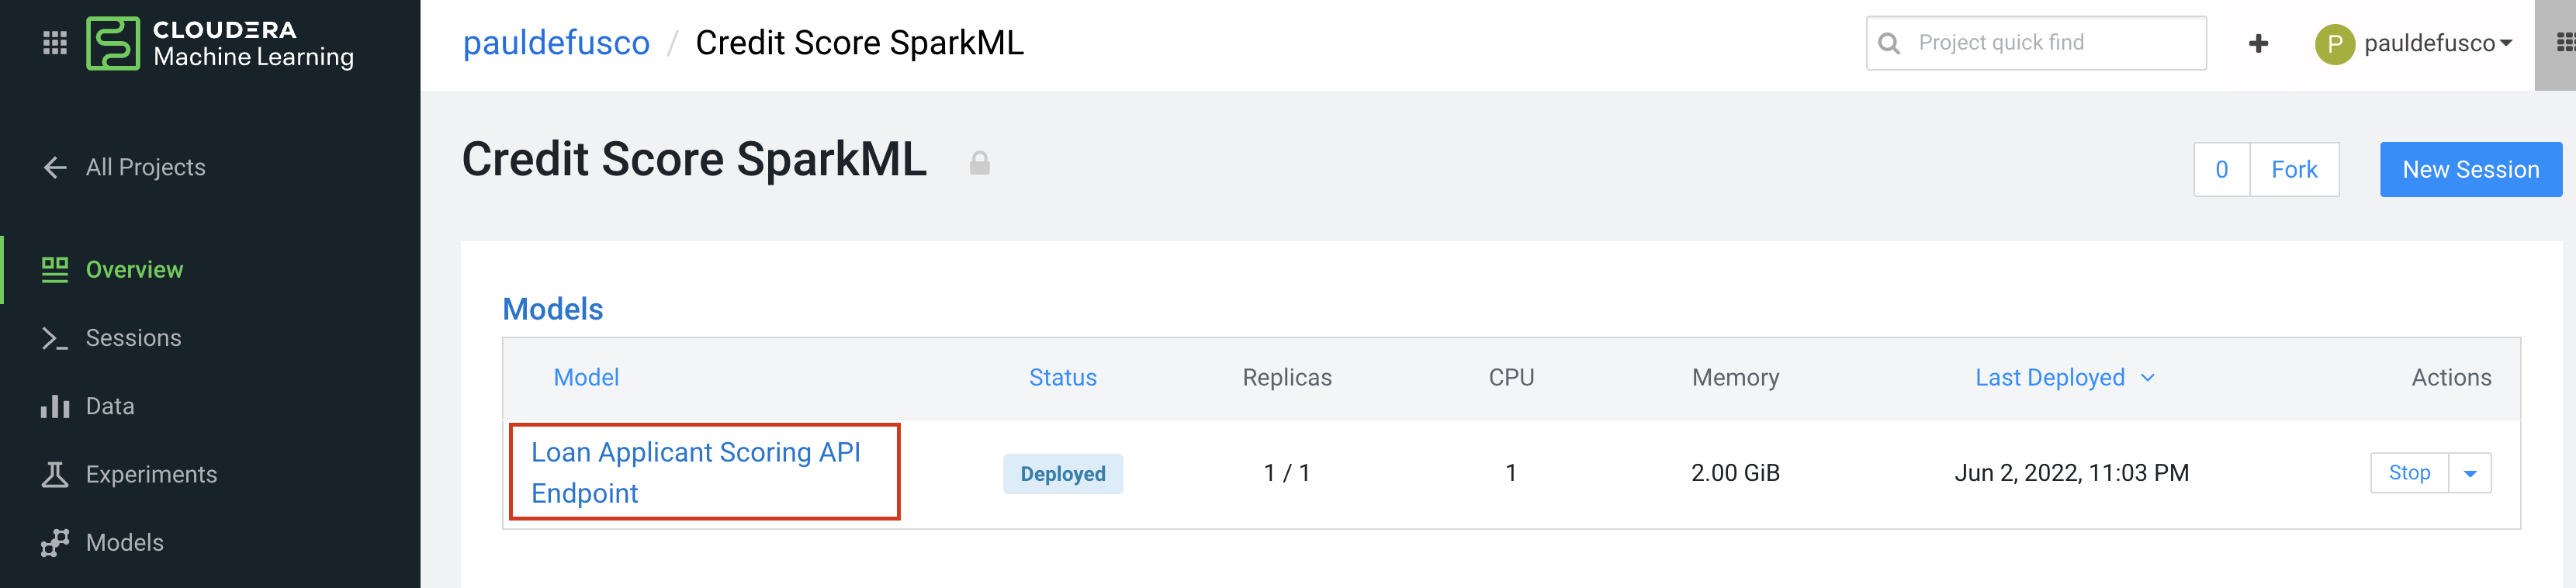 CLOUDERA
Machine Learning
All Projects
Overview
Sessions
Data
Experiments
Models
pauldefusco / Credit Score SparkML
Project quick find
P pauldefusco
Credit Score SparkML
0 Fork
New Session
Models
Model Status Replicas CPU Memory Last Deployed Actions
Loan Applicant Scoring API
Endpoint
Deployed 1 / 1 1 2.00 GiB Jun 2, 2022, 11:03 PM Stop